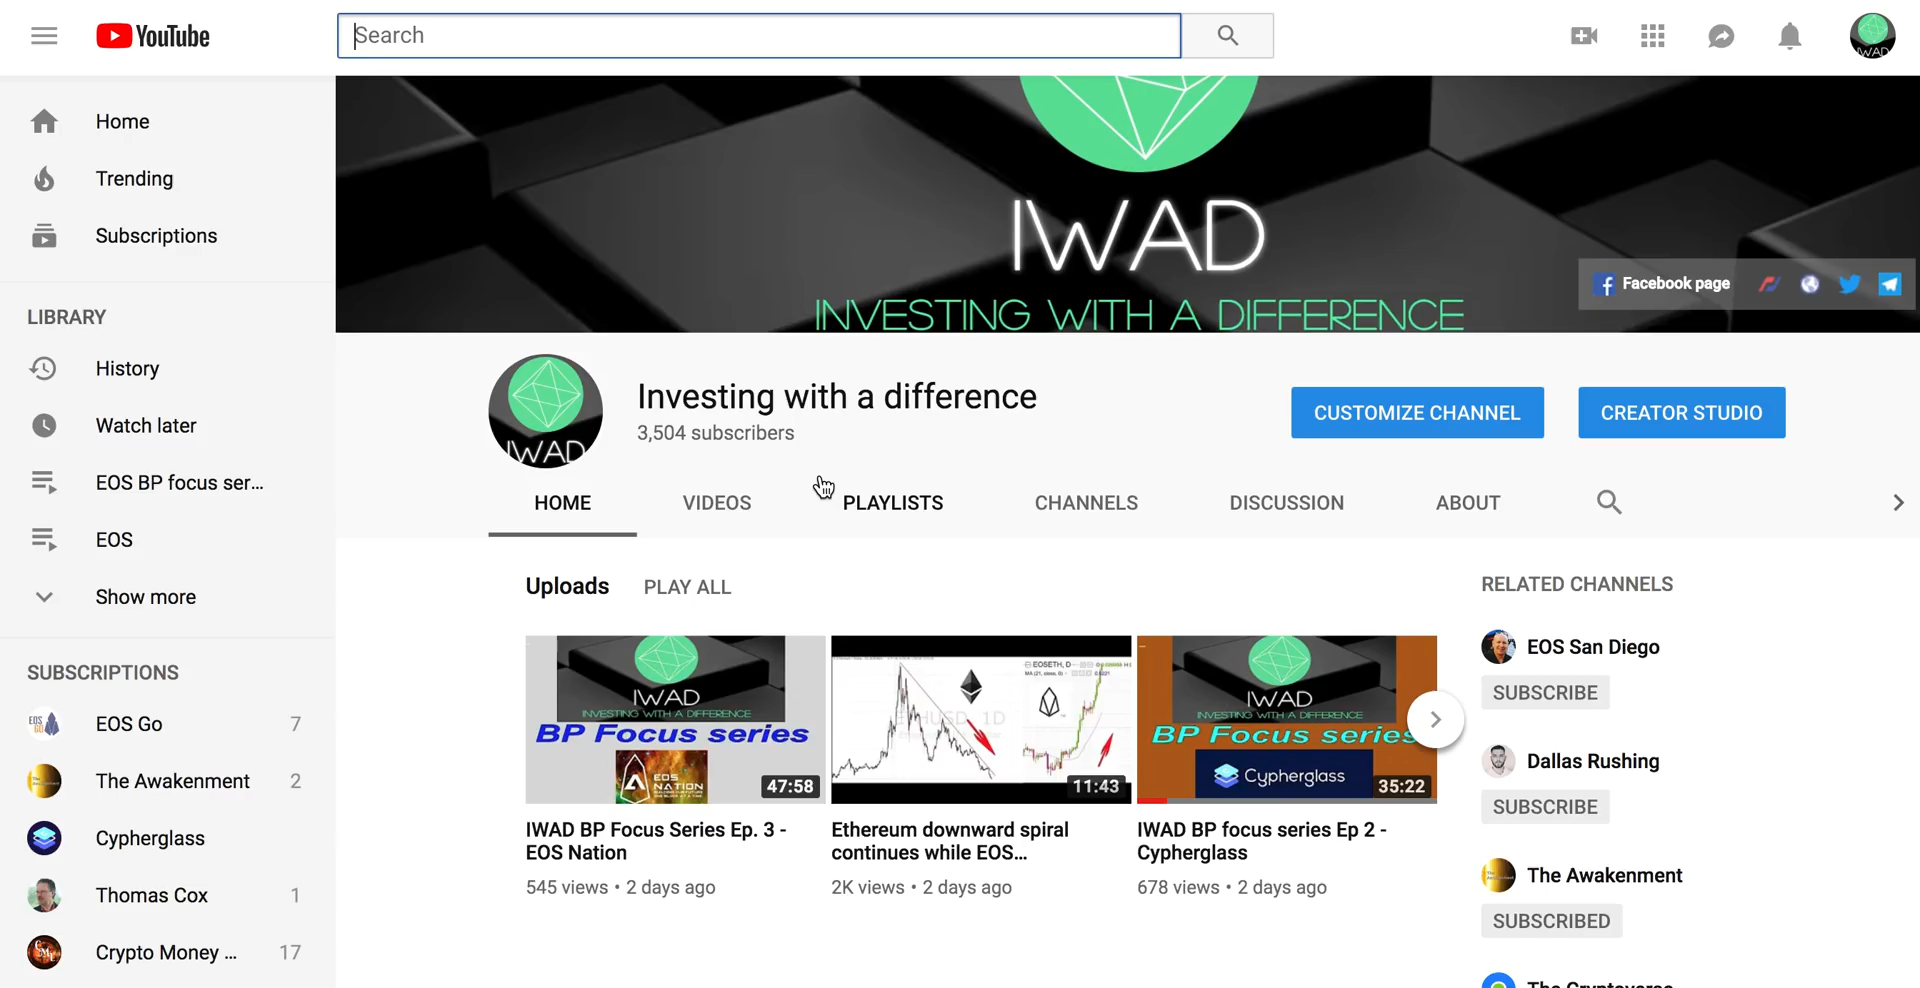 YouTube
Search
IWAD
Home
Trending
Subscriptions
LIBRARY
History
Watch later
EOS BP focus ser...
EOS
Show more
SUBSCRIPTIONS
EOS Go 7
The Awakenment 2
Cypherglass
Thomas Cox 1
Crypto Money ... 17
IWAD
INVESTING WITH A DIFFERENCE
Facebook page
IWAD
Investing with a difference
3,504 subscribers
CUSTOMIZE CHANNEL
CREATOR STUDIO
HOME VIDEOS PLAYLISTS CHANNELS DISCUSSION ABOUT
Uploads PLAY ALL
IWAD
INVESTING WITH A DIFFERENCE
BP Focus series
EOS
NATION
47:58
IWAD BP Focus Series Ep. 3 -
EOS Nation
545 views • 2 days ago
EOSETH, D
11:43
Ethereum downward spiral
continues while EOS...
2K views • 2 days ago
IWAD
INVESTING WITH A DIFFERENCE
BP Focus series
Cypherglass
35:22
IWAD BP focus series Ep 2 -
Cypherglass
678 views • 2 days ago
RELATED CHANNELS
EOS San Diego
SUBSCRIBE
Dallas Rushing
SUBSCRIBE
The Awakenment
SUBSCRIBED
The Cryptoverse